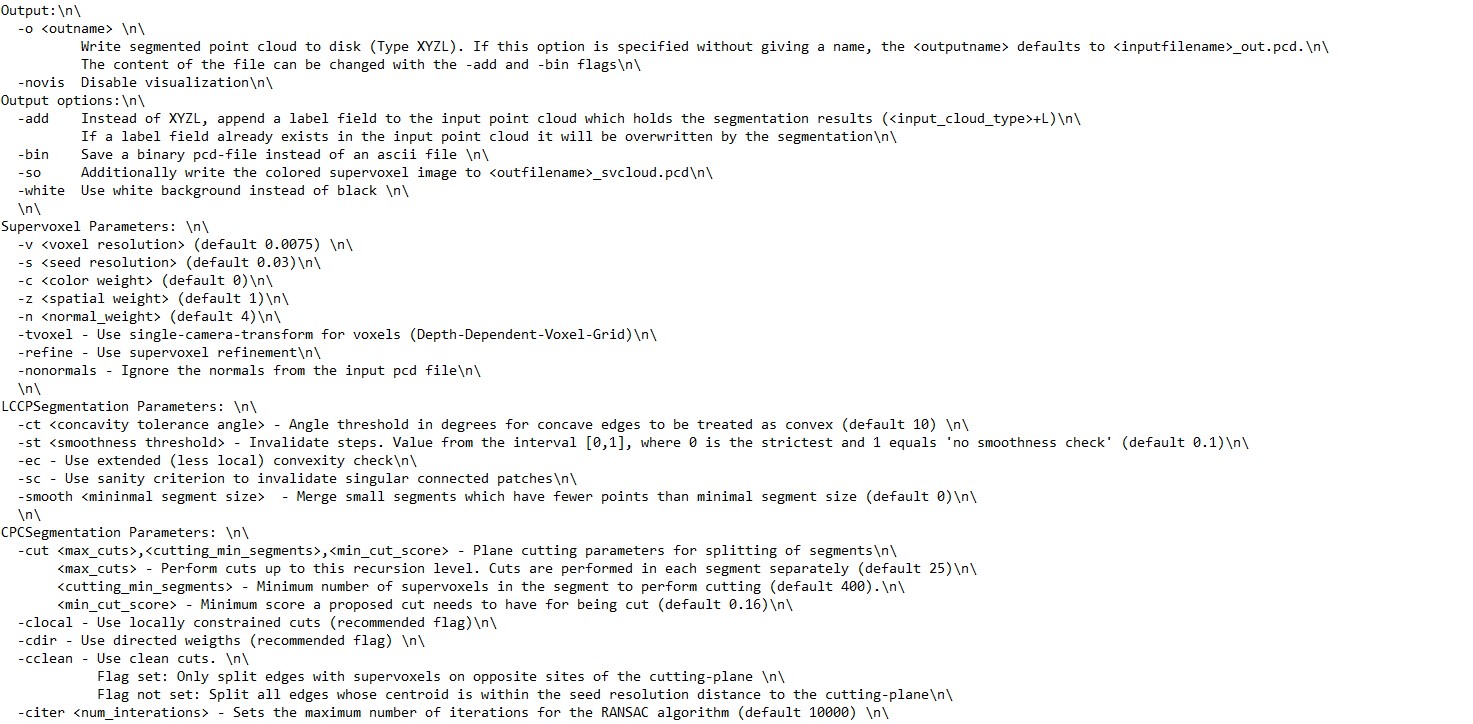 Output:\n\
  -o <outname> \n\
          Write segmented point cloud to disk (Type XYZL). If this option is specified without giving a name, the <outputname> defaults to <inputfilename>_out.pcd.\n\
          The content of the file can be changed with the -add and -bin flags\n\
  -novis  Disable visualization\n\
Output options:\n\
  -add    Instead of XYZL, append a label field to the input point cloud which holds the segmentation results (<input_cloud_type>+L)\n\
          If a label field already exists in the input point cloud it will be overwritten by the segmentation\n\
  -bin    Save a binary pcd-file instead of an ascii file \n\
  -so     Additionally write the colored supervoxel image to <outfilename>_svcloud.pcd\n\
  -white  Use white background instead of black \n\
  \n\
Supervoxel Parameters: \n\
  -v <voxel resolution> (default 0.0075) \n\
  -s <seed resolution> (default 0.03)\n\
  -c <color weight> (default 0)\n\
  -z <spatial weight> (default 1)\n\
  -n <normal_weight> (default 4)\n\
  -tvoxel - Use single-camera-transform for voxels (Depth-Dependent-Voxel-Grid)\n\
  -refine - Use supervoxel refinement\n\
  -nonormals - Ignore the normals from the input pcd file\n\
  \n\
LCCPSegmentation Parameters: \n\
  -ct <concavity tolerance angle> - Angle threshold in degrees for concave edges to be treated as convex (default 10) \n\
  -st <smoothness threshold> - Invalidate steps. Value from the interval [0,1], where 0 is the strictest and 1 equals 'no smoothness check' (default 0.1)\n\
  -ec - Use extended (less local) convexity check\n\
  -sc - Use sanity criterion to invalidate singular connected patches\n\
  -smooth <mininmal segment size>  - Merge small segments which have fewer points than minimal segment size (default 0)\n\
  \n\
CPCSegmentation Parameters: \n\
  -cut <max_cuts>,<cutting_min_segments>,<min_cut_score> - Plane cutting parameters for splitting of segments\n\
       <max_cuts> - Perform cuts up to this recursion level. Cuts are performed in each segment separately (default 25)\n\
       <cutting_min_segments> - Minimum number of supervoxels in the segment to perform cutting (default 400).\n\
       <min_cut_score> - Minimum score a proposed cut needs to have for being cut (default 0.16)\n\
  -clocal - Use locally constrained cuts (recommended flag)\n\
  -cdir - Use directed weigths (recommended flag) \n\
  -cclean - Use clean cuts. \n\
            Flag set: Only split edges with supervoxels on opposite sites of the cutting-plane \n\
            Flag not set: Split all edges whose centroid is within the seed resolution distance to the cutting-plane\n\
  -citer <num_interations> - Sets the maximum number of iterations for the RANSAC algorithm (default 10000) \n\